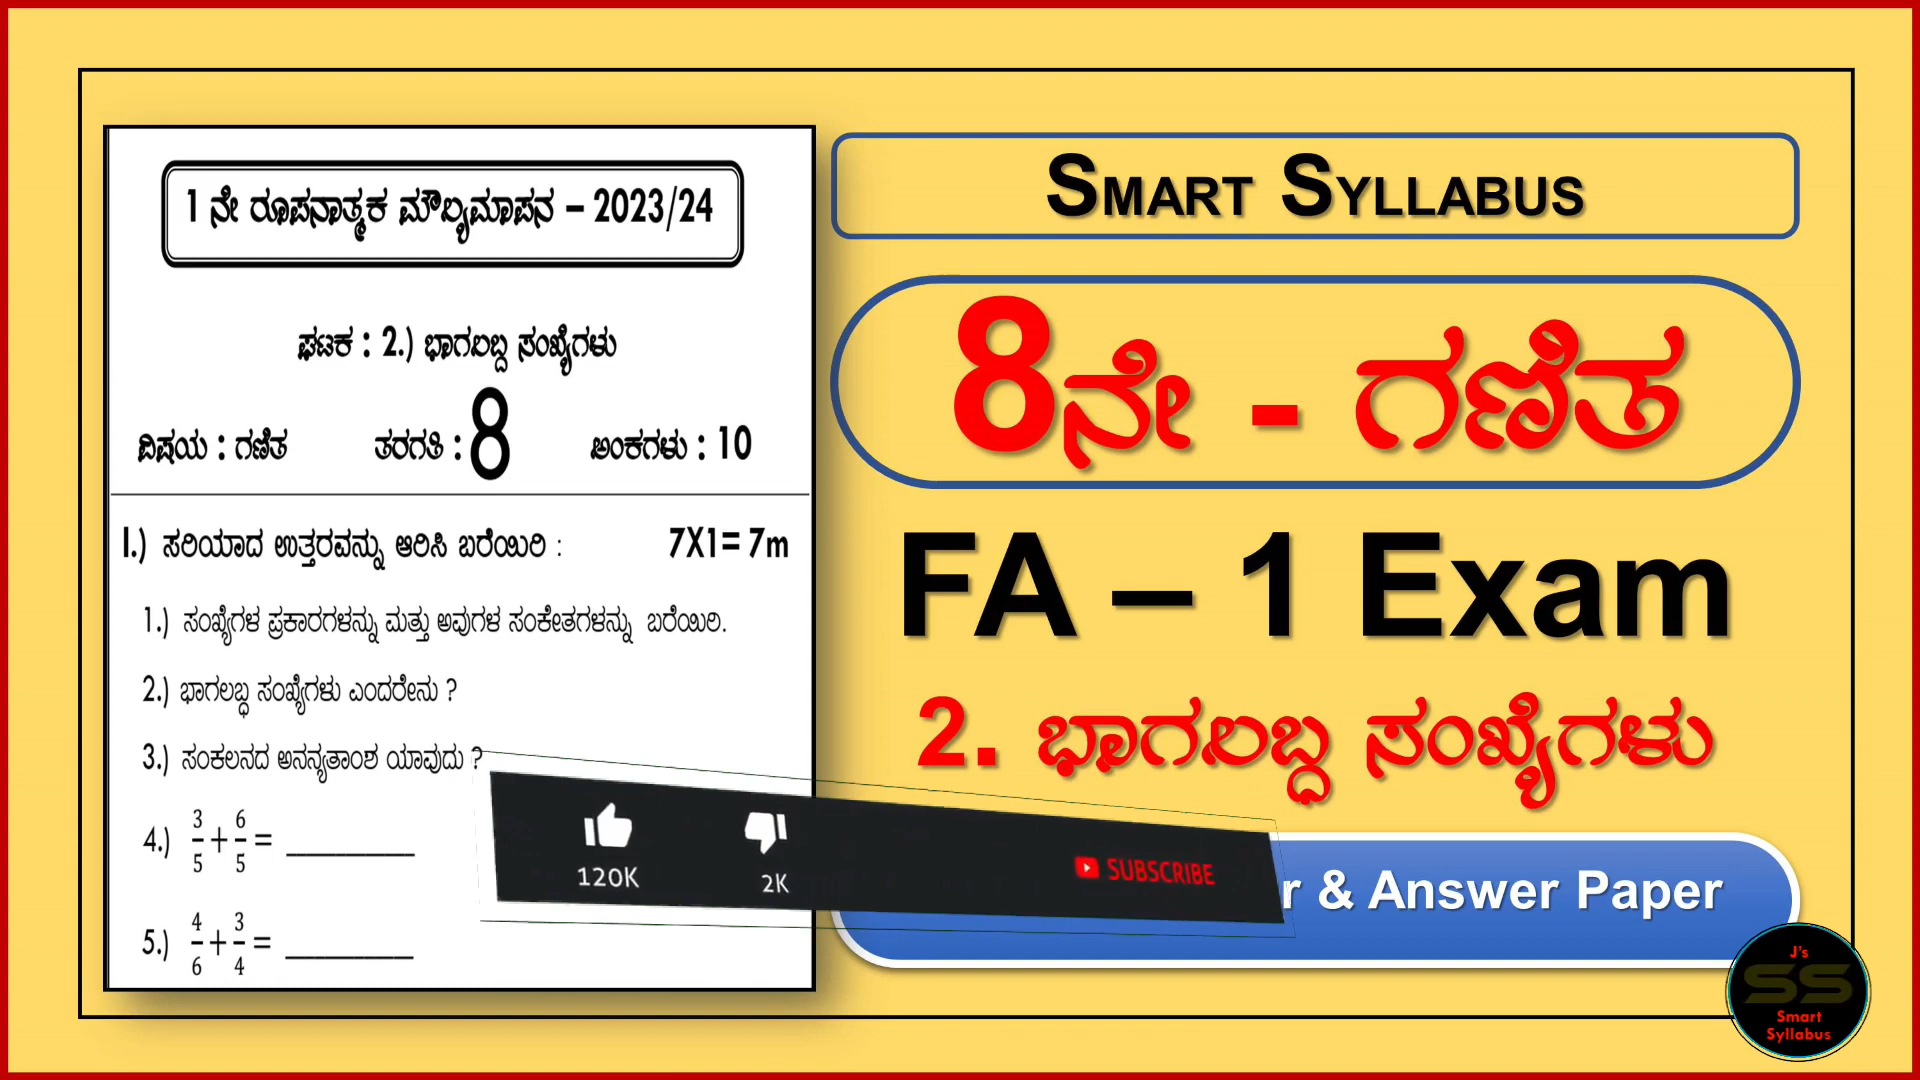 1 ನೇ ರೂಪನಾತ್ಮಕ ಮೌಲ್ಯಮಾಪನ – 2023/24
ಘಟಕ : 2.) ಭಾಗಲಬ್ದ ಸಂಖ್ಯೆಗಳು
ವಿಷಯ : ಗಣಿತ ತರಗತಿ : 8 ಅಂಕಗಳು : 10
I.) ಸರಿಯಾದ ಉತ್ತರವನ್ನು ಆರಿಸಿ ಬರೆಯಿರಿ : 7X1= 7m
1.) ಸಂಖ್ಯೆಗಳ ಪ್ರಕಾರಗಳನ್ನು ಮತ್ತು ಅವುಗಳ ಸಂಕೇತಗಳನ್ನು ಬರೆಯಿರಿ.
2.) ಭಾಗಲಬ್ಧ ಸಂಖ್ಯೆಗಳು ಎಂದರೇನು ?
3.) ಸಂಕಲನದ ಅನನ್ಯತಾಂಶ ಯಾವುದು ?
4.) 3/5 + 6/5 = __________
5.) 4/6 + 3/4 = __________
SMART SYLLABUS
8ನೇ - ಗಣಿತ
FA – 1 Exam
2. ಭಾಗಲಬ್ಧ ಸಂಖ್ಯೆಗಳು
r & Answer Paper
120K 2K SUBSCRIBE
J's
SS
Smart
Syllabus